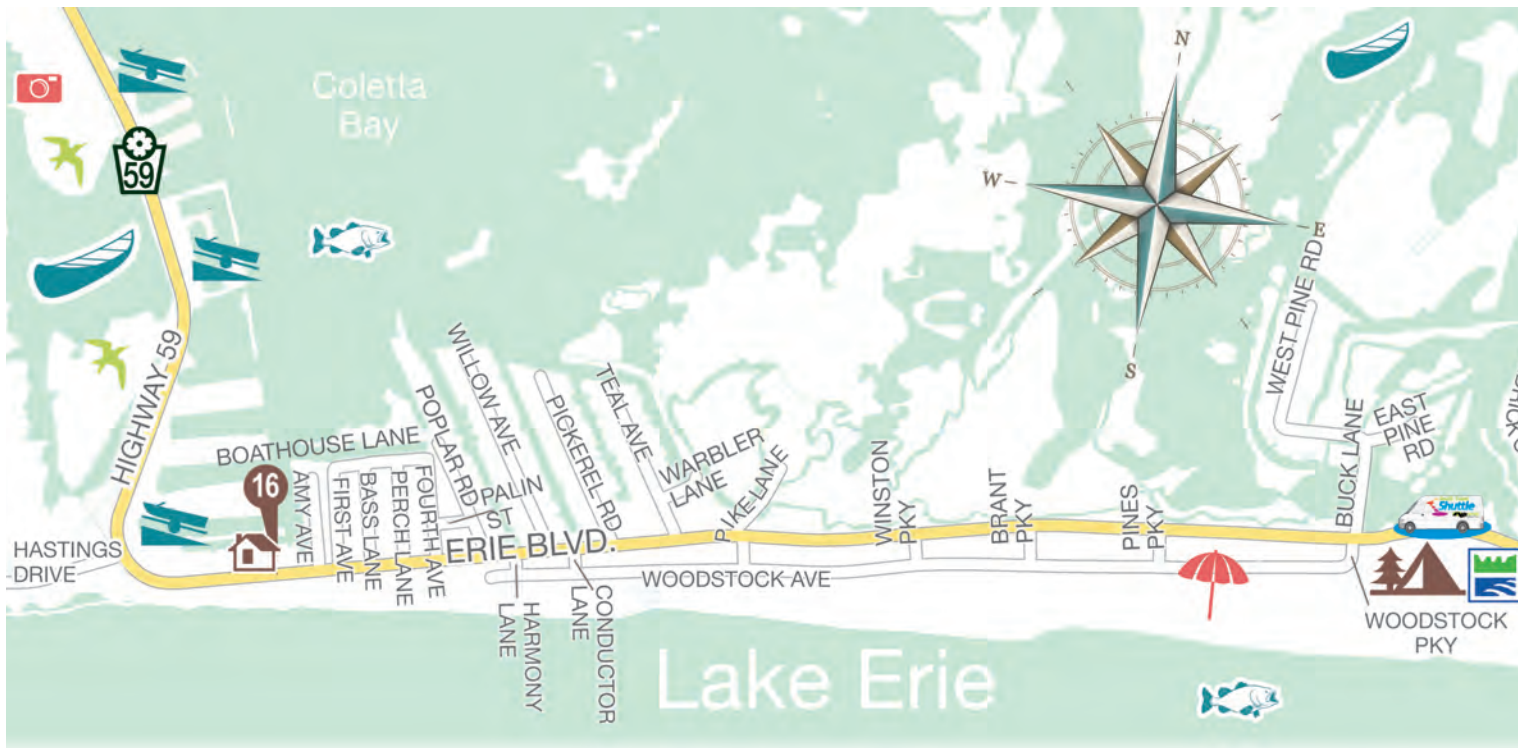 Coletta
Bay
N
W
E
S
59
HIGHWAY 59
HASTINGS
DRIVE
16
BOATHOUSE LANE
AMY AVE
FIRST AVE
BASS LANE
PERCH LANE
FOURTH AVE
POPLAR RD
PALIN
ST
WILLOW AVE
PICKEREL RD
TEAL AVE
WARBLER
LANE
PIKE LANE
ERIE BLVD.
HARMONY
LANE
CONDUCTOR
LANE
WOODSTOCK AVE
WINSTON
PKY
BRANT
PKY
PINES
PKY
WEST PINE RD
BUCK LANE
EAST
PINE
RD
Shuttle
WOODSTOCK
PKY
Lake Erie